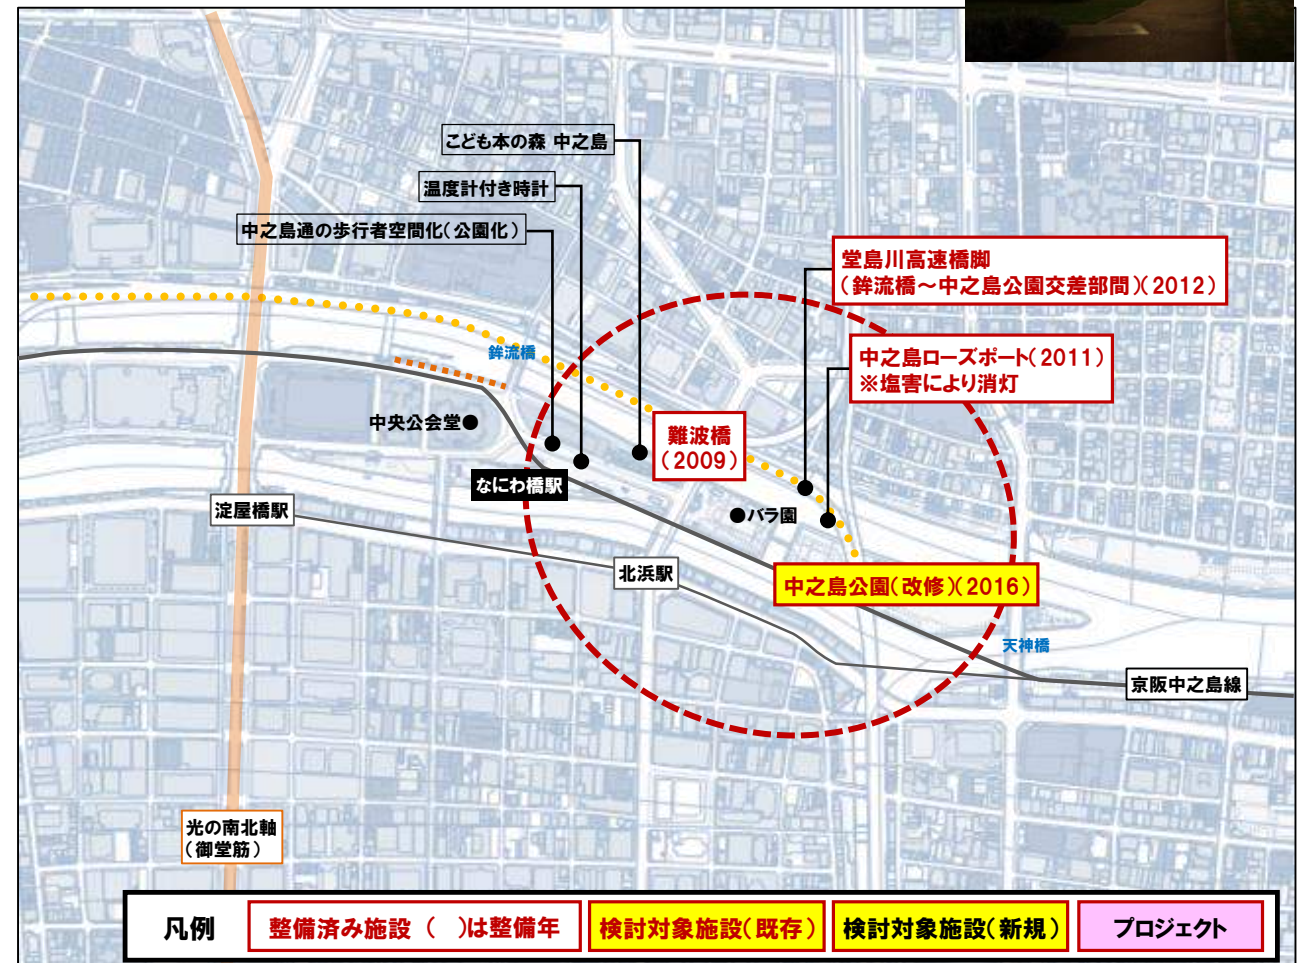 こども本の森 中之島
温度計付き時計
中之島通の歩行者空間化(公園化)
堂島川高速橋脚
(鉾流橋～中之島公園交差部間)(2012)
中之島ローズポート(2011)
※塩害により消灯
鉾流橋
中央公会堂
難波橋
(2009)
なにわ橋駅
淀屋橋駅
バラ園
北浜駅
中之島公園(改修)(2016)
天神橋
京阪中之島線
光の南北軸
(御堂筋)
凡例
整備済み施設 ( )は整備年
検討対象施設(既存)
検討対象施設(新規)
プロジェクト